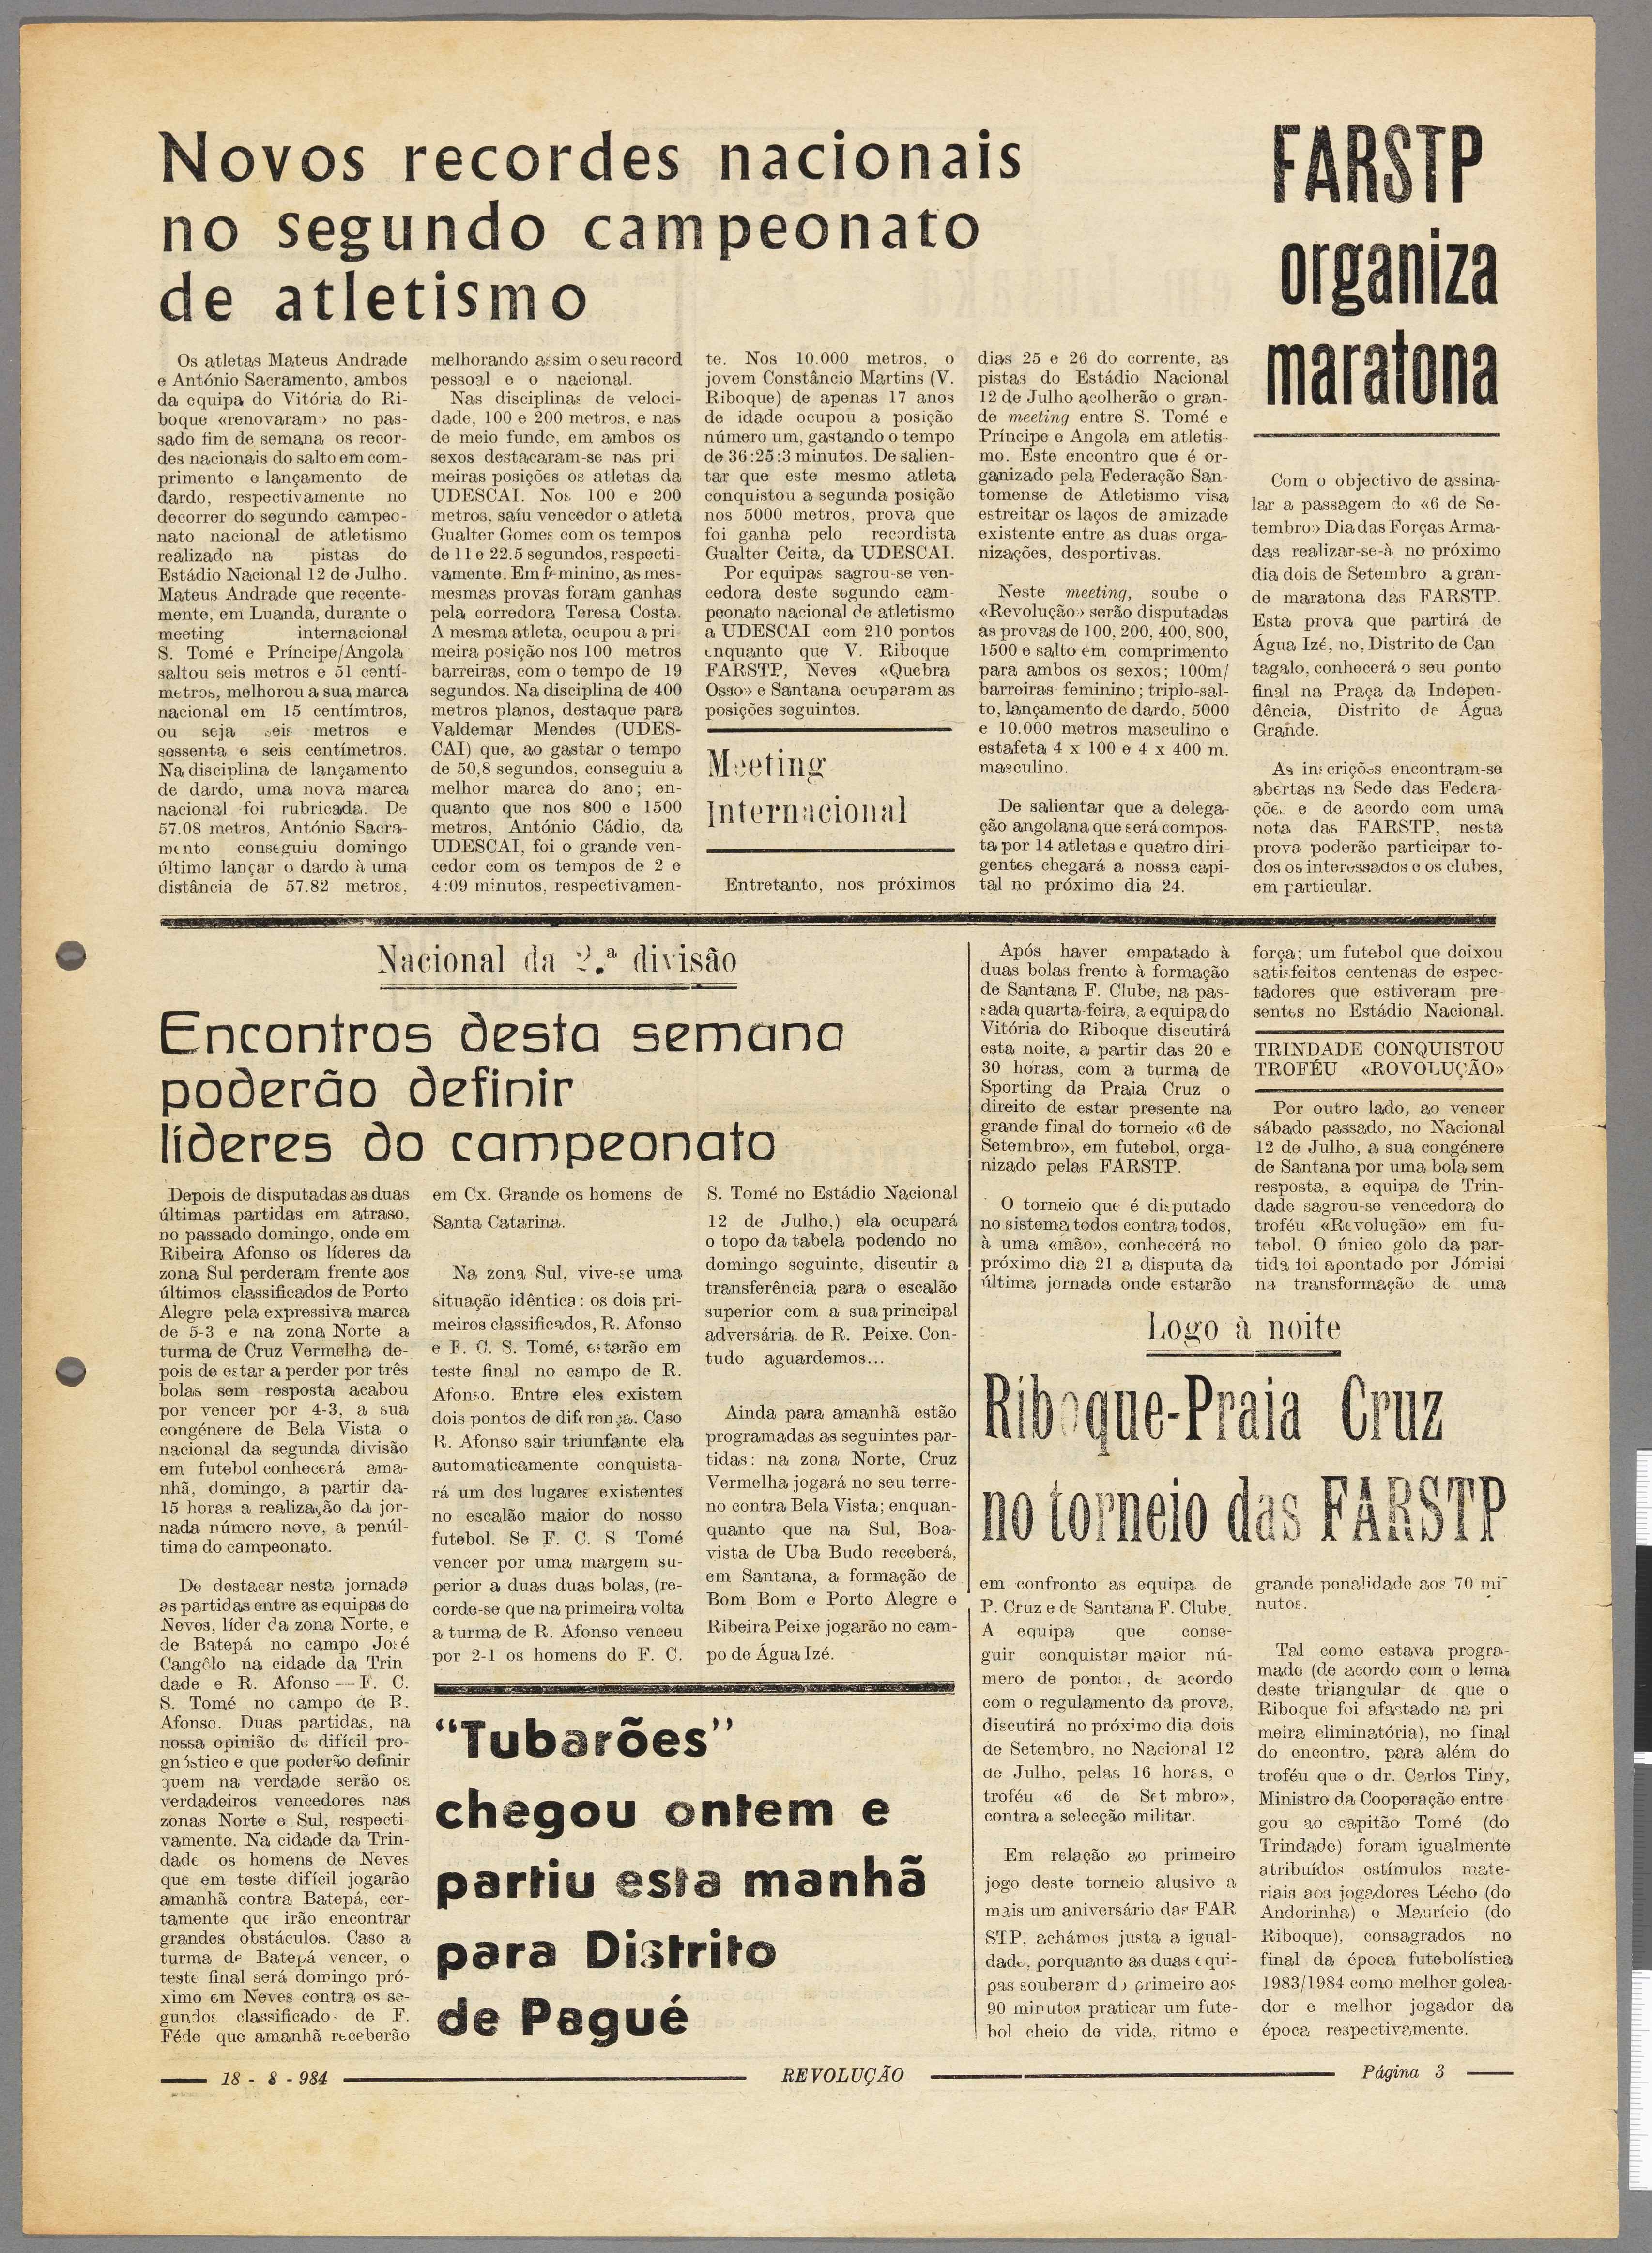 Novos recordes nacionais
no segundo campeonato
de atletismo
Os atletas Mateus Andrade
e António Sacramento, ambos
da equipa do Vitória do Ri-
boque «renovaram» no pas-
sado fim de semana os recor-
des nacionais do salto em com-
primento e lançamento de
dardo, respectivamente no
decorrer do segundo campeo-
nato nacional de atletismo
realizado na pistas do
Estádio Nacional 12 de Julho.
Mateus Andrade que recente-
mente, em Luanda, durante o
meeting internacional
S. Tomé e Príncipe/Angola
saltou seis metros e 51 centí-
metros, melhorou a sua marca
nacional em 15 centímtros,
ou seja seis metros e
sessenta e seis centímetros.
Na disciplina de lançamento
de dardo, uma nova marca
nacional foi rubricada. De
57.08 metros, António Sacra-
mento conseguiu domingo
último lançar o dardo à uma
distância de 57.82 metros,
melhorando assim o seu record
pessoal e o nacional.
Nas disciplinas de veloci-
dade, 100 e 200 metros, e nas
de meio fundo, em ambos os
sexos destacaram-se nas pri
meiras posições os atletas da
UDESCAI. Nos 100 e 200
metros, saíu vencedor o atleta
Gualter Gomes com os tempos
de 11 e 22.5 segundos, respecti-
vamente. Em feminino, as mes-
mesmas provas foram ganhas
pela corredora Teresa Costa.
A mesma atleta, ocupou a pri-
meira posição nos 100 metros
barreiras, com o tempo de 19
segundos. Na disciplina de 400
metros planos, destaque para
Valdemar Mendes (UDES-
CAI) que, ao gastar o tempo
de 50,8 segundos, conseguiu a
melhor marca do ano; en-
quanto que nos 800 e 1500
metros, António Cádio, da
UDESCAI, foi o grande ven-
cedor com os tempos de 2 e
4:09 minutos, respectivamen-
te. Nos 10.000 metros, o
jovem Constâncio Martins (V.
Riboque) de apenas 17 anos
de idade ocupou a posição
número um, gastando o tempo
de 36:25:3 minutos. De salien-
tar que este mesmo atleta
conquistou a segunda posição
nos 5000 metros, prova que
foi ganha pelo recordista
Gualter Ceita, da UDESCAI.
Por equipas sagrou-se ven-
cedora deste segundo cam-
peonato nacional de atletismo
a UDESCAI com 210 pontos
enquanto que V. Riboque
FARSTP, Neves «Quebra
Osso» e Santana ocuparam as
posições seguintes.
Meeting
Internacional
Entretanto, nos próximos
dias 25 e 26 do corrente, as
pistas do Estádio Nacional
12 de Julho acolherão o gran-
de meeting entre S. Tomé e
Príncipe e Angola em atletis-
mo. Este encontro que é or-
ganizado pela Federação San-
tomense de Atletismo visa
estreitar os laços de amizade
existente entre as duas orga-
nizações, desportivas.
Neste meeting, soube o
«Revolução» serão disputadas
as provas de 100, 200, 400, 800,
1500 e salto em comprimento
para ambos os sexos; 100m/
barreiras feminino; triplo-sal-
to, lançamento de dardo, 5000
e 10.000 metros masculino e
estafeta 4 x 100 e 4 x 400 m.
masculino.
De salientar que a delega-
ção angolana que será compos-
ta por 14 atletas e quatro diri-
gentes chegará a nossa capi-
tal no próximo dia 24.
FARSTP
organiza
maratona
Com o objectivo de assina-
lar a passagem do «6 de Se-
tembro» Dia das Forças Arma-
das realizar-se-à no próximo
dia dois de Setembro a gran-
de maratona das FARSTP.
Esta prova que partirá de
Água Izé, no, Distrito de Can
tagalo, conhecerá o seu ponto
final na Praça da Indepen-
dência, Distrito de Água
Grande.
As inscrições encontram-se
abertas na Sede das Federa-
ções e de acordo com uma
nota das FARSTP, nesta
prova poderão participar to-
dos os interessados e os clubes,
em particular.
Nacional da 2.ª divisão
Encontros desta semana
poderão definir
líderes do campeonato
Depois de disputadas as duas
últimas partidas em atraso,
no passado domingo, onde em
Ribeira Afonso os líderes da
zona Sul perderam frente aos
últimos classificados de Porto
Alegre pela expressiva marca
de 5-3 e na zona Norte a
turma de Cruz Vermelha de-
pois de estar a perder por três
bolas sem resposta acabou
por vencer por 4-3, a sua
congénere de Bela Vista o
nacional da segunda divisão
em futebol conhecerá ama-
nhã, domingo, a partir da-
15 horas a realização da jor-
nada número nove, a penúl-
tima do campeonato.
De destacar nesta jornada
as partidas entre as equipas de
Neves, líder da zona Norte, e
de Batepá no campo José
Cangôlo na cidade da Trin
dade e R. Afonso — F. C.
S. Tomé no campo de R.
Afonso. Duas partidas, na
nossa opinião de difícil pro-
gnóstico e que poderão definir
quem na verdade serão os
verdadeiros vencedores nas
zonas Norte e Sul, respecti-
vamente. Na cidade da Trin-
dade os homens de Neves
que em teste difícil jogarão
amanhã contra Batepá, cer-
tamente que irão encontrar
grandes obstáculos. Caso a
turma de Batepá vencer, o
teste final será domingo pró-
ximo em Neves contra os se-
gundos classificado de F.
Féde que amanhã receberão
em Cx. Grande os homens de
Santa Catarina.
Na zona Sul, vive-se uma
situação idêntica: os dois pri-
meiros classificados, R. Afonso
e F. C. S. Tomé, estarão em
teste final no campo de R.
Afonso. Entre eles existem
dois pontos de diferença. Caso
R. Afonso sair triunfante ela
automaticamente conquista-
rá um dos lugares existentes
no escalão maior do nosso
futebol. Se F. C. S Tomé
vencer por uma margem su-
perior a duas duas bolas, (re-
corde-se que na primeira volta
a turma de R. Afonso venceu
por 2-1 os homens do F. C.
S. Tomé no Estádio Nacional
12 de Julho,) ela ocupará
o topo da tabela podendo no
domingo seguinte, discutir a
transferência para o escalão
superior com a sua principal
adversária. de R. Peixe. Con-
tudo aguardemos...
Ainda para amanhã estão
programadas as seguintes par-
tidas: na zona Norte, Cruz
Vermelha jogará no seu terre-
no contra Bela Vista; enquan-
quanto que na Sul, Boa-
vista de Uba Budo receberá,
em Santana, a formação de
Bom Bom e Porto Alegre e
Ribeira Peixe jogarão no cam-
po de Água Izé.
"Tubarões"
chegou ontem e
partiu esta manhã
para Distrito
de Pagué
Após haver empatado à
duas bolas frente à formação
de Santana F. Clube, na pas-
sada quarta-feira, a equipa do
Vitória do Riboque discutirá
esta noite, a partir das 20 e
30 horas, com a turma de
Sporting da Praia Cruz o
direito de estar presente na
grande final do torneio «6 de
Setembro», em futebol, orga-
nizado pelas FARSTP.
O torneio que é disputado
no sistema todos contra todos,
à uma «mão», conhecerá no
próximo dia 21 a disputa da
última jornada onde estarão
força; um futebol que deixou
satisfeitos centenas de espec-
tadores que estiveram pre
sentes no Estádio Nacional.
TRINDADE CONQUISTOU
TROFÉU «ROVOLUÇÃO»
Por outro lado, ao vencer
sábado passado, no Nacional
12 de Julho, a sua congénere
de Santana por uma bola sem
resposta, a equipa de Trin-
dade sagrou-se vencedora do
troféu «Revolução» em fu-
tebol. O único golo da par-
tida foi apontado por Jómisi
na transformação de uma
Logo à noite
Riboque-Praia Cruz
no torneio das FARSTP
em confronto as equipa de
P. Cruz e de Santana F. Clube.
A equipa que conse-
guir conquistar maior nú-
mero de pontos, de acordo
com o regulamento da prova,
discutirá no próximo dia dois
de Setembro, no Nacional 12
de Julho, pelas 16 horas, o
troféu «6 de Set mbro»,
contra a selecção militar.
Em relação ao primeiro
jogo deste torneio alusivo a
mais um aniversário das FAR
STP, achámos justa a igual-
dade, porquanto as duas equi-
pas souberam do primeiro aos
90 minutos praticar um fute-
bol cheio de vida, ritmo e
grande penalidade aos 70 mi-
nutos.
Tal como estava progra-
mado (de acordo com o lema
deste triangular de que o
Riboque foi afastado na pri
meira eliminatória), no final
do encontro, para além do
troféu que o dr. Carlos Tiny,
Ministro da Cooperação entre
gou ao capitão Tomé (do
Trindade) foram igualmente
atribuídos estímulos mate-
riais aos jogadores Lécho (do
Andorinha) e Maurício (do
Riboque), consagrados no
final da época futebolística
1983/1984 como melhor golea-
dor e melhor jogador da
época respectivamente.
18 - 8 - 984
REVOLUÇÃO
Página 3